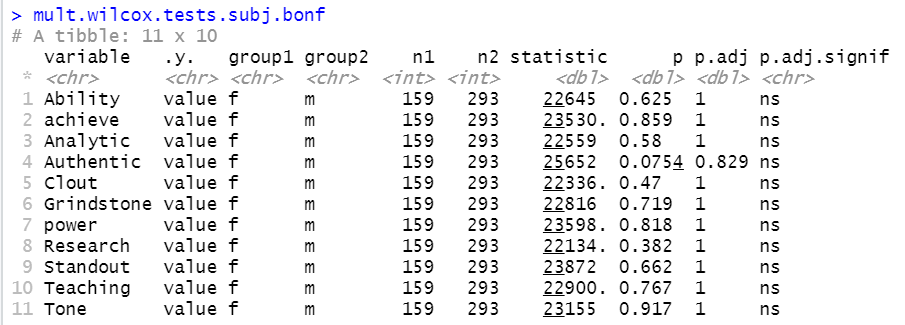 > mult.wilcox.tests.subj.bonf
# A tibble: 11 x 10
   variable   .y.   group1 group2    n1    n2 statistic      p p.adj p.adj.signif
 * <chr>      <chr> <chr>  <chr>  <int> <int>     <dbl>  <dbl> <dbl> <chr>
 1 Ability    value f      m        159   293    22645  0.625  1     ns
 2 achieve    value f      m        159   293    23530. 0.859  1     ns
 3 Analytic   value f      m        159   293    22559  0.58   1     ns
 4 Authentic  value f      m        159   293    25652  0.0754 0.829 ns
 5 Clout      value f      m        159   293    22336. 0.47   1     ns
 6 Grindstone value f      m        159   293    22816  0.719  1     ns
 7 power      value f      m        159   293    23598. 0.818  1     ns
 8 Research   value f      m        159   293    22134. 0.382  1     ns
 9 Standout   value f      m        159   293    23872  0.662  1     ns
10 Teaching   value f      m        159   293    22900. 0.767  1     ns
11 Tone       value f      m        159   293    23155  0.917  1     ns